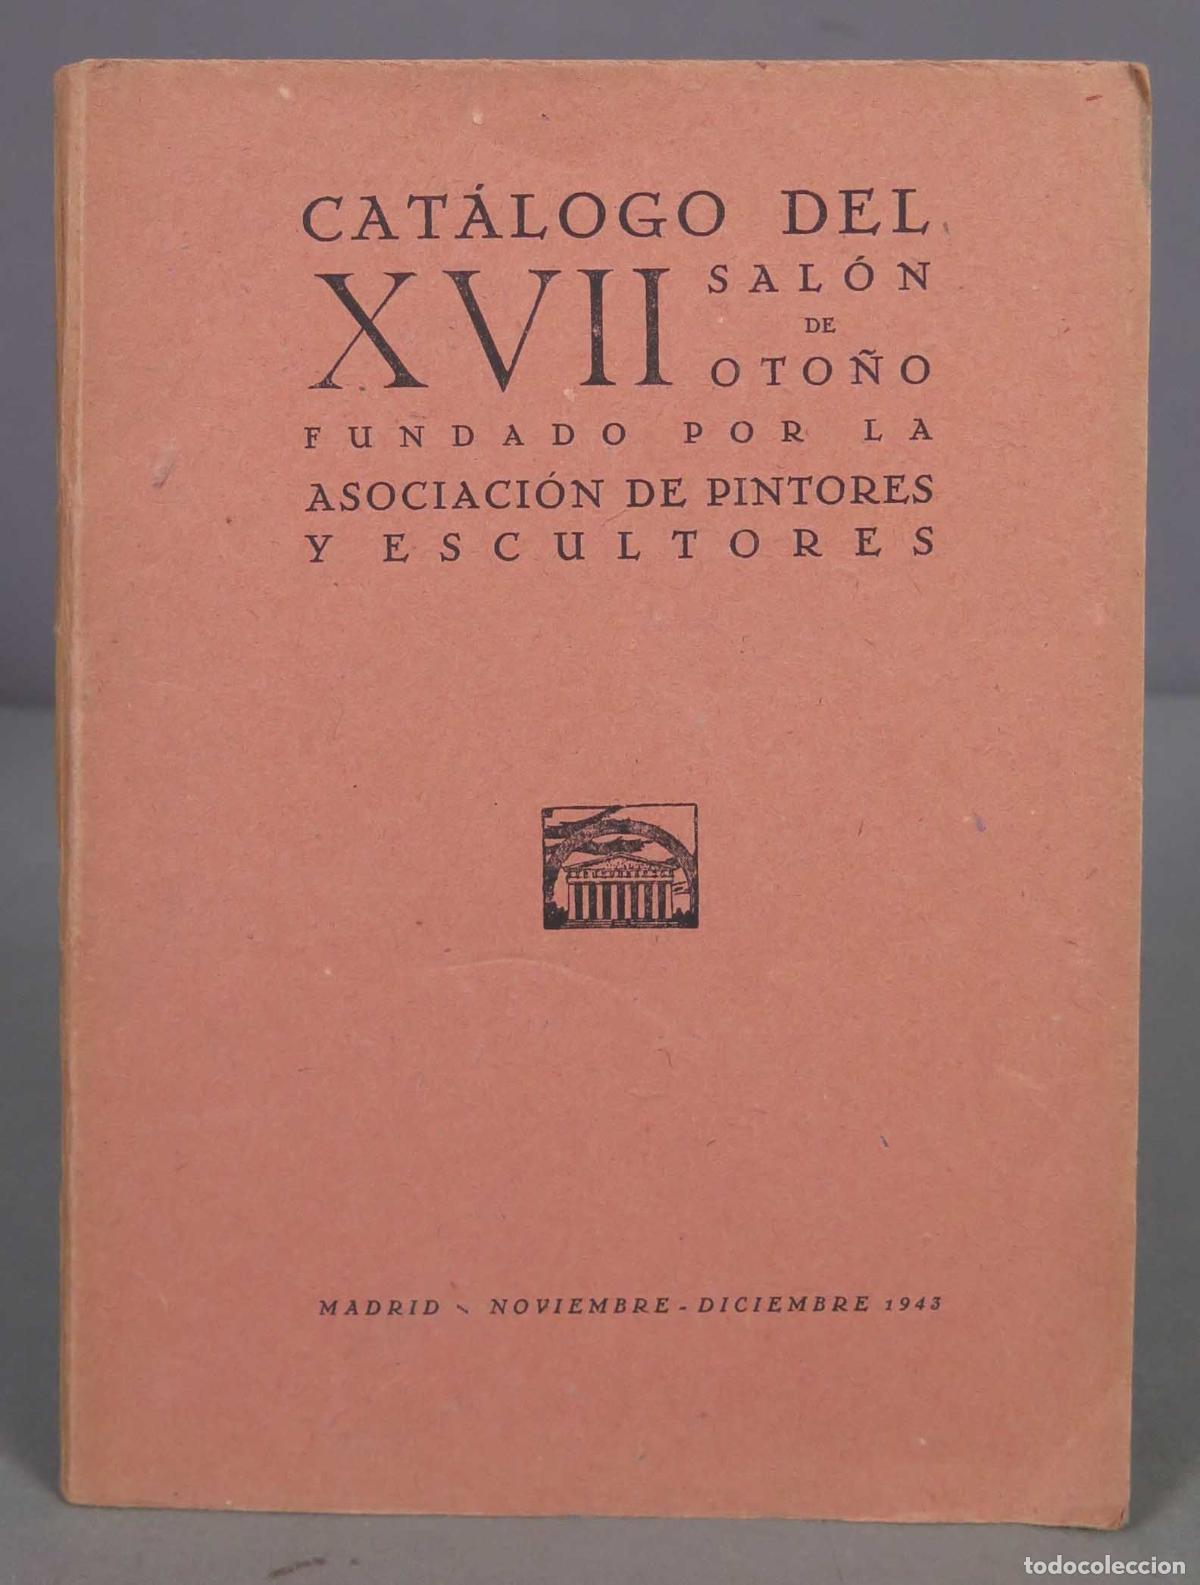 CATÁLOGO DEL
XVII SALÓN
DE
OTOÑO
FUNDADO POR LA
ASOCIACIÓN DE PINTORES
Y ESCULTORES
MADRID - NOVIEMBRE - DICIEMBRE 1943
todocoleccion